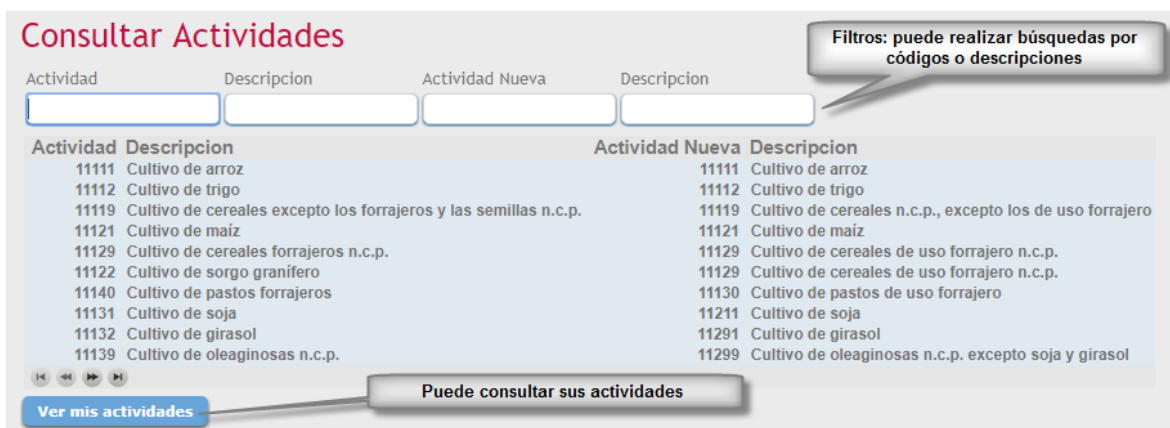 Consultar Actividades
Filtros: puede realizar búsquedas por
códigos o descripciones
Actividad Descripcion Actividad Nueva Descripcion
Actividad Descripcion Actividad Nueva Descripcion
11111 Cultivo de arroz 11111 Cultivo de arroz
11112 Cultivo de trigo 11112 Cultivo de trigo
11119 Cultivo de cereales excepto los forrajeros y las semillas n.c.p. 11119 Cultivo de cereales n.c.p., excepto los de uso forrajero
11121 Cultivo de maíz 11121 Cultivo de maíz
11129 Cultivo de cereales forrajeros n.c.p. 11129 Cultivo de cereales de uso forrajero n.c.p.
11122 Cultivo de sorgo granífero 11129 Cultivo de cereales de uso forrajero n.c.p.
11140 Cultivo de pastos forrajeros 11130 Cultivo de pastos de uso forrajero
11131 Cultivo de soja 11211 Cultivo de soja
11132 Cultivo de girasol 11291 Cultivo de girasol
11139 Cultivo de oleaginosas n.c.p. 11299 Cultivo de oleaginosas n.c.p. excepto soja y girasol
Puede consultar sus actividades
Ver mis actividades